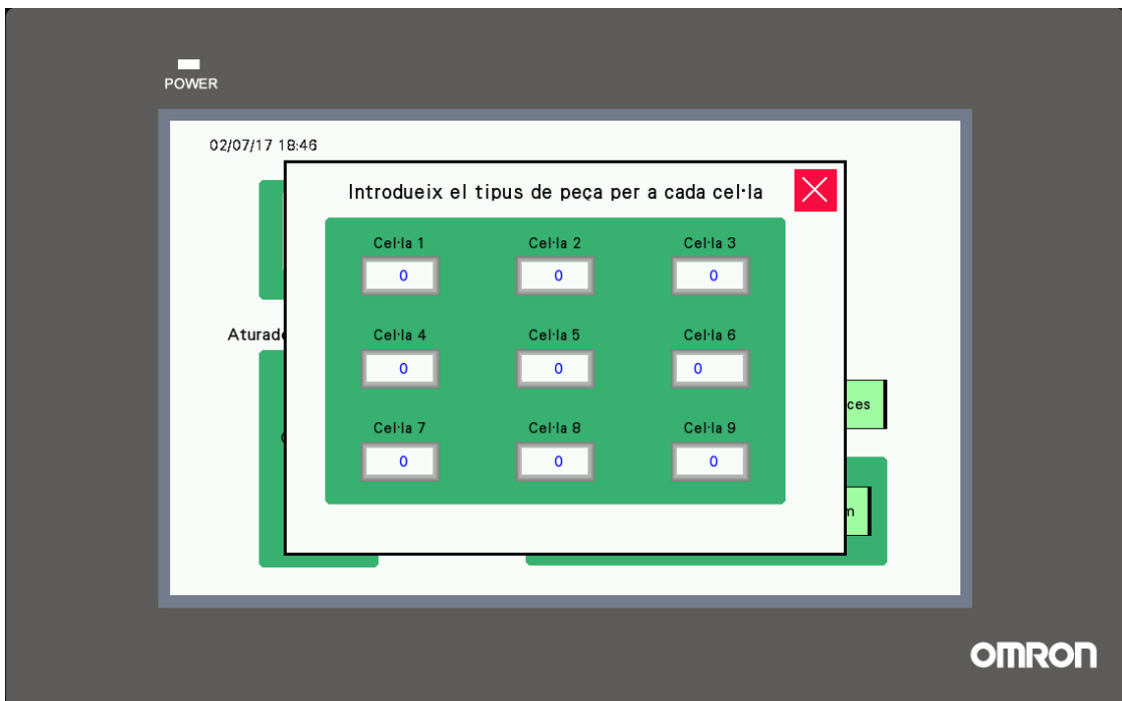 POWER
02/07/17 18:46
Introdueix el tipus de peça per a cada cel·la
Cel·la 1 Cel·la 2 Cel·la 3
0 0 0
Aturad
Cel·la 4 Cel·la 5 Cel·la 6
0 0 0
ces
Cel·la 7 Cel·la 8 Cel·la 9
0 0 0
m
OMRON